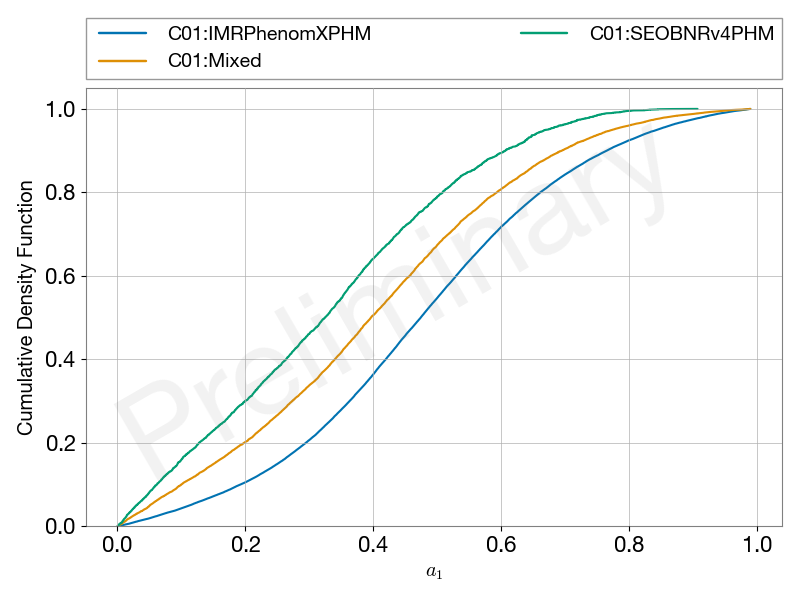 C01:IMRPhenomXPHM
C01:Mixed
C01:SEOBNRv4PHM
Cumulative Density Function
1.0
0.8
0.6
0.4
0.2
0.0
Preliminary
0.0 0.2 0.4 0.6 0.8 1.0
a₁